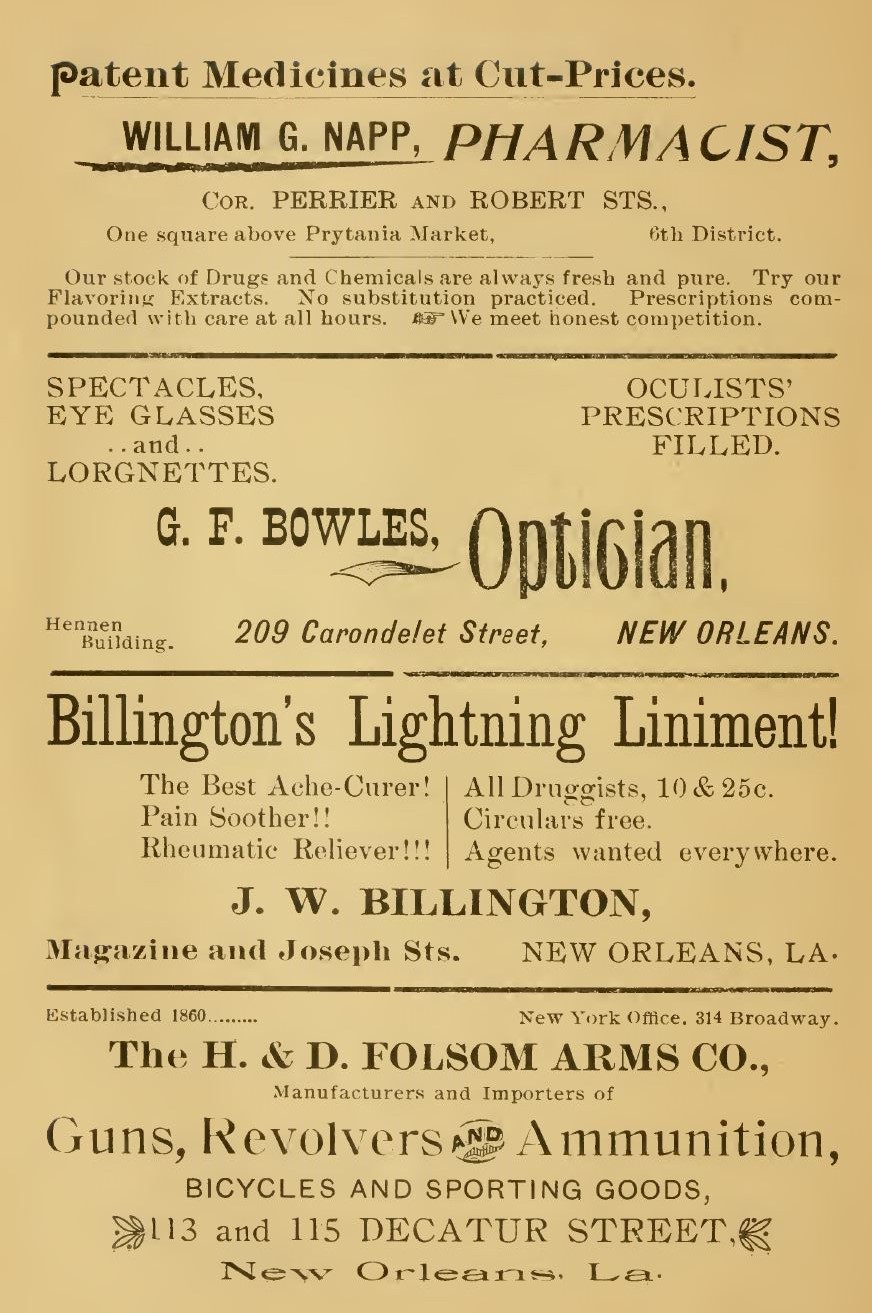 Patent Medicines at Cut-Prices.
WILLIAM G. NAPP, PHARMACIST,
COR. PERRIER AND ROBERT STS.,
One square above Prytania Market, 6th District.
Our stock of Drugs and Chemicals are always fresh and pure. Try our
Flavoring Extracts. No substitution practiced. Prescriptions com-
pounded with care at all hours. ☞ We meet honest competition.
SPECTACLES,
EYE GLASSES
..and..
LORGNETTES.
OCULISTS'
PRESCRIPTIONS
FILLED.
G. F. BOWLES, Optician,
Hennen
Building.
209 Carondelet Street, NEW ORLEANS.
Billington's Lightning Liniment!
The Best Ache-Curer!
Pain Soother!!
Rheumatic Reliever!!!
All Druggists, 10 & 25c.
Circulars free.
Agents wanted everywhere.
J. W. BILLINGTON,
Magazine and Joseph Sts. NEW ORLEANS, LA.
Established 1860......... New York Office, 314 Broadway.
The H. & D. FOLSOM ARMS CO.,
Manufacturers and Importers of
Guns, Revolvers AND Ammunition,
BICYCLES AND SPORTING GOODS,
113 and 115 DECATUR STREET,
New Orleans, La.